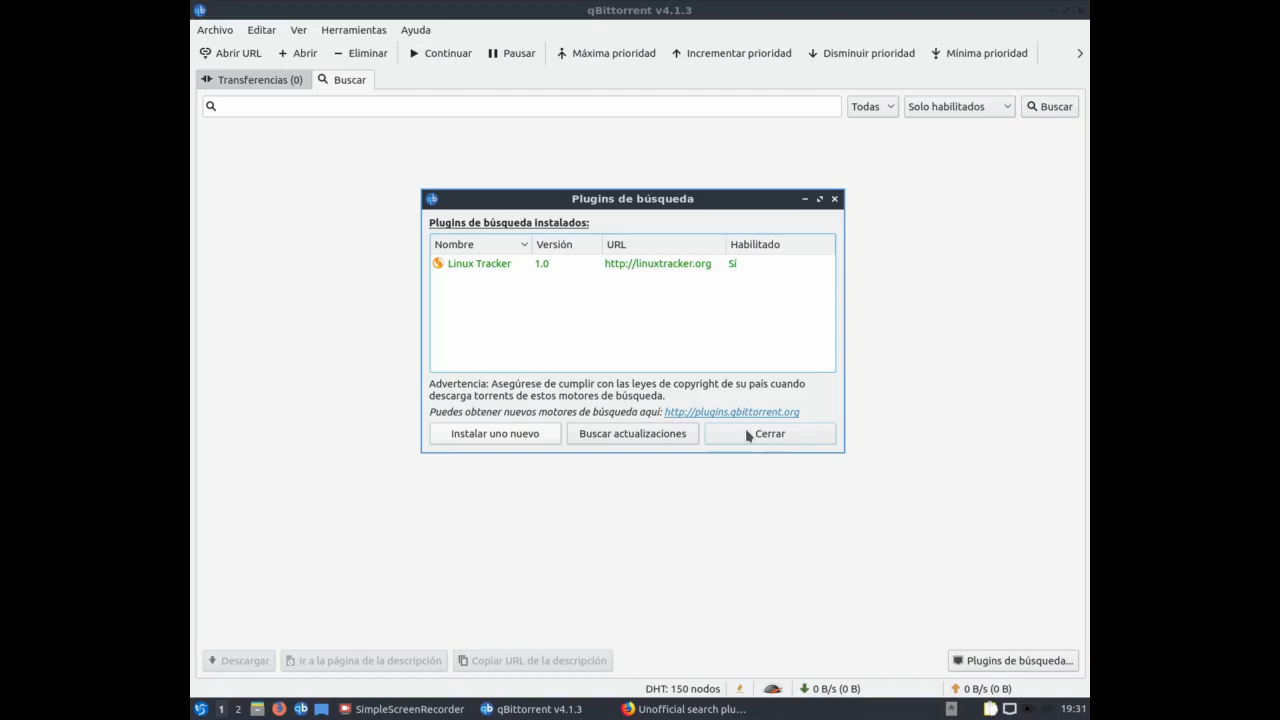 qBittorrent v4.1.3
Archivo Editar Ver Herramientas Ayuda
Abrir URL Abrir Eliminar Continuar Pausar Máxima prioridad Incrementar prioridad Disminuir prioridad Mínima prioridad
Transferencias (0) Buscar
Todas Solo habilitados Buscar
qb Plugins de búsqueda
Plugins de búsqueda instalados:
Nombre Versión URL Habilitado
Linux Tracker 1.0 http://linuxtracker.org Sí
Advertencia: Asegúrese de cumplir con las leyes de copyright de su país cuando
descarga torrents de estos motores de búsqueda.
Puedes obtener nuevos motores de búsqueda aquí: http://plugins.qbittorrent.org
Instalar uno nuevo Buscar actualizaciones Cerrar
Descargar Ir a la página de la descripción Copiar URL de la descripción Plugins de búsqueda...
DHT: 150 nodos 0 B/s (0 B) 0 B/s (0 B)
1 2 SimpleScreenRecorder qBittorrent v4.1.3 Unofficial search plu... 19:31